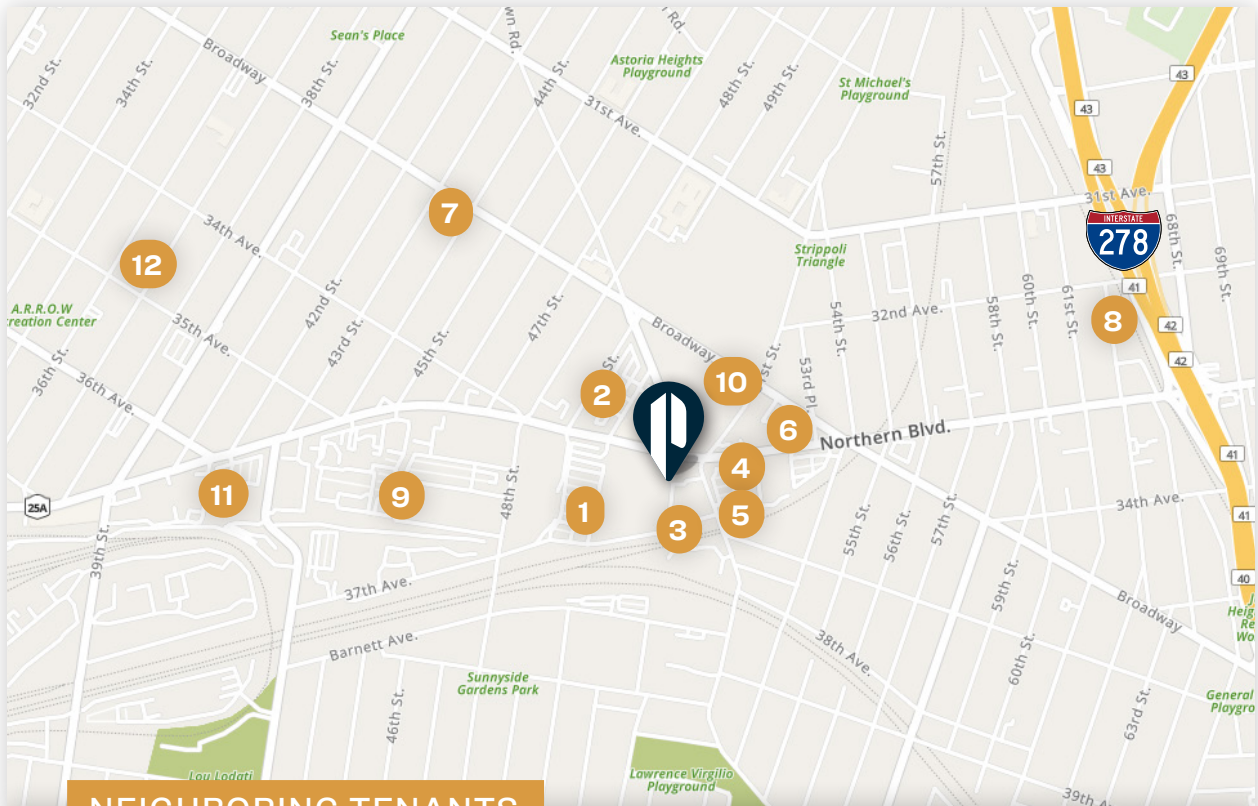 Sean's Place
Broadway
32nd St.
34th St.
38th St.
44th St.
Astoria Heights
Playground
48th St.
49th St.
St Michael's
Playground
31st Ave.
57th St.
43
43
43
31st Ave.
INTERSTATE
278
68th St.
69th St.
7
12
34th Ave.
Strippoli
Triangle
41
A.R.R.O.W
42nd St.
43rd St.
45th St.
47th St.
54th St.
32nd Ave.
58th St.
60th St.
61st St.
8
42
42
35th Ave.
36th St.
36th Ave.
Broadway
53rd Pl.
2
10
6
Northern Blvd.
4
41
11
9
48th St.
1
5
3
25A
34th Ave.
41
55th St.
56th St.
57th St.
39th St.
37th Ave.
59th St.
40
Broadway
Barnett Ave.
38th Ave.
60th St.
Sunnyside
Gardens Park
46th St.
63rd St.
General
Lou Lodati
Lawrence Virgilio
Playground
NEIGHBORING TENANTS